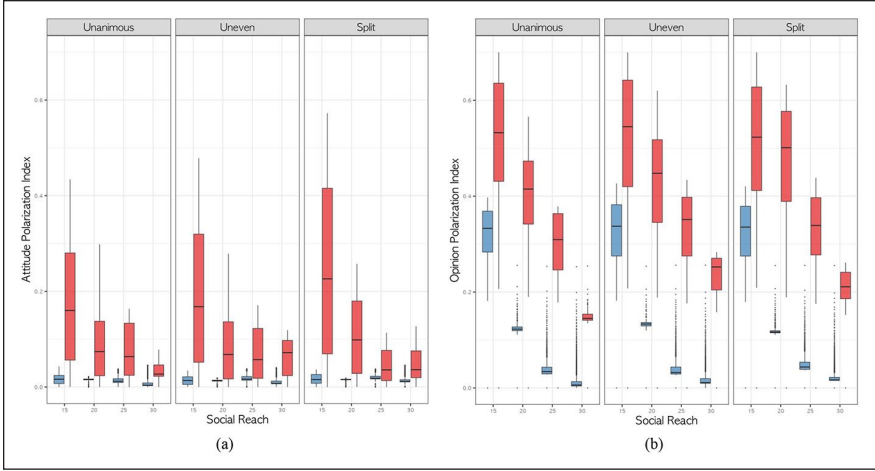 Unanimous Uneven Split
Attitude Polarization Index
0.6
0.4
0.2
0.0
15 20 25 30 15 20 25 30 15 20 25 30
Social Reach
(a)
Unanimous Uneven Split
Opinion Polarization Index
0.6
0.4
0.2
0.0
15 20 25 30 15 20 25 30 15 20 25 30
Social Reach
(b)